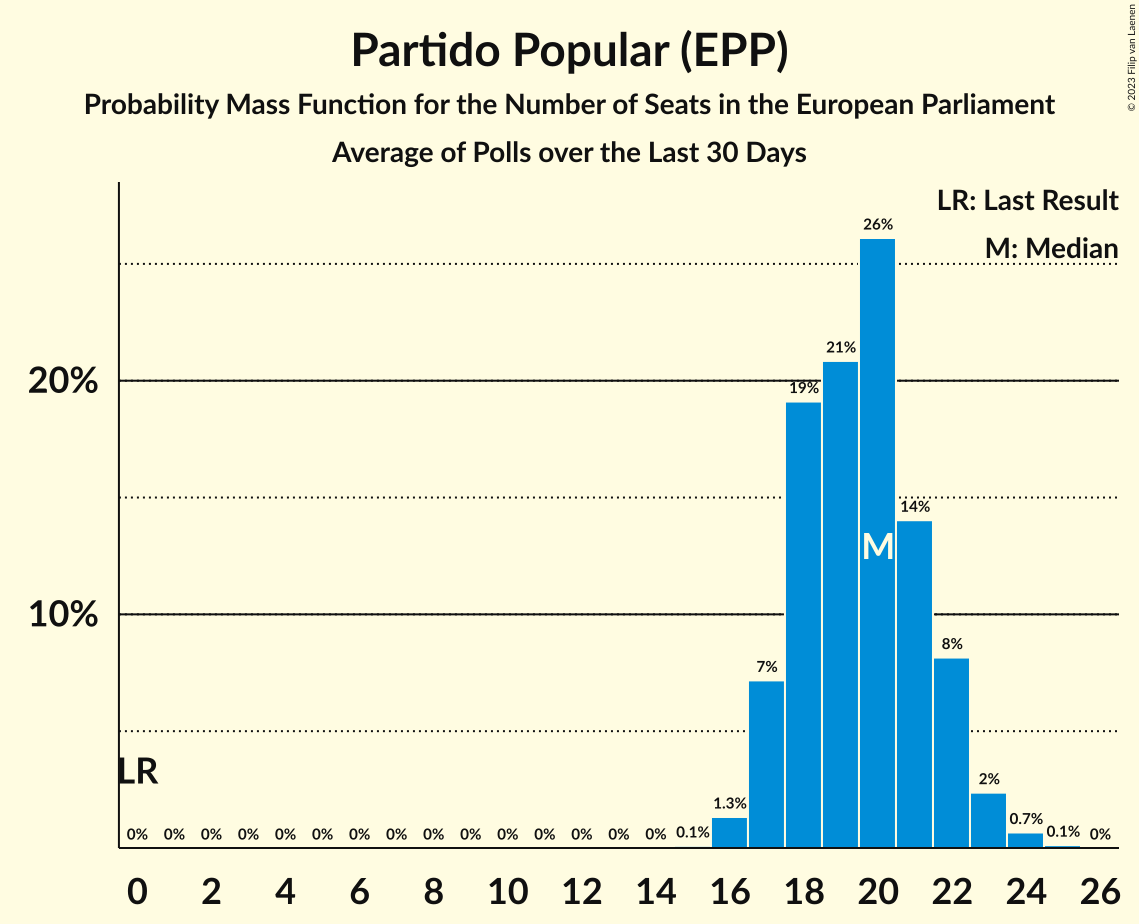 Partido Popular (EPP)
Probability Mass Function for the Number of Seats in the European Parliament
Average of Polls over the Last 30 Days
© 2023 Filip van Laenen
LR: Last Result
M: Median
26%
21%
20%
19%
14%
M
10%
8%
7%
LR
2%
1.3%
0.7%
0% 0% 0% 0% 0% 0% 0% 0% 0% 0% 0% 0% 0% 0% 0% 0.1% 0.1% 0%
0 2 4 6 8 10 12 14 16 18 20 22 24 26